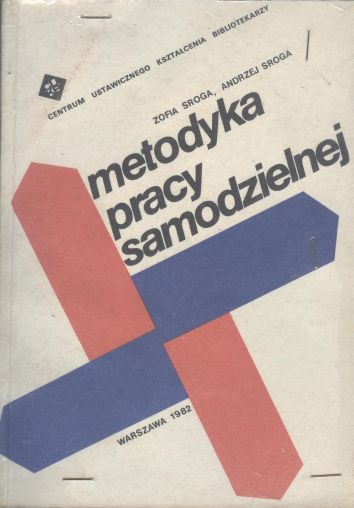 CENTRUM USTAWICZNEGO KSZTAŁCENIA BIBLIOTEKARZY
ZOFIA SROGA, ANDRZEJ SROGA
metodyka
pracy
samodzielnej
WARSZAWA 1982